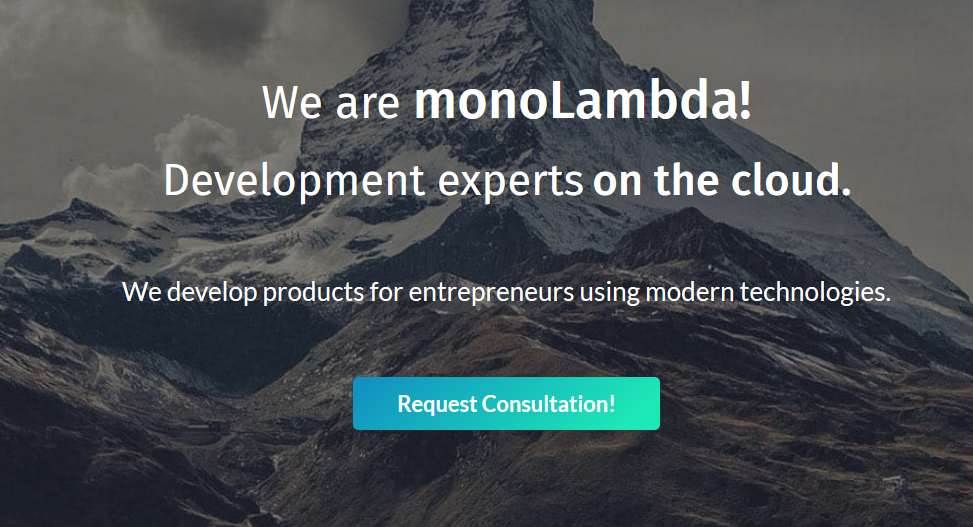 We are monoLambda!
Development experts on the cloud.
We develop products for entrepreneurs using modern technologies.
Request Consultation!